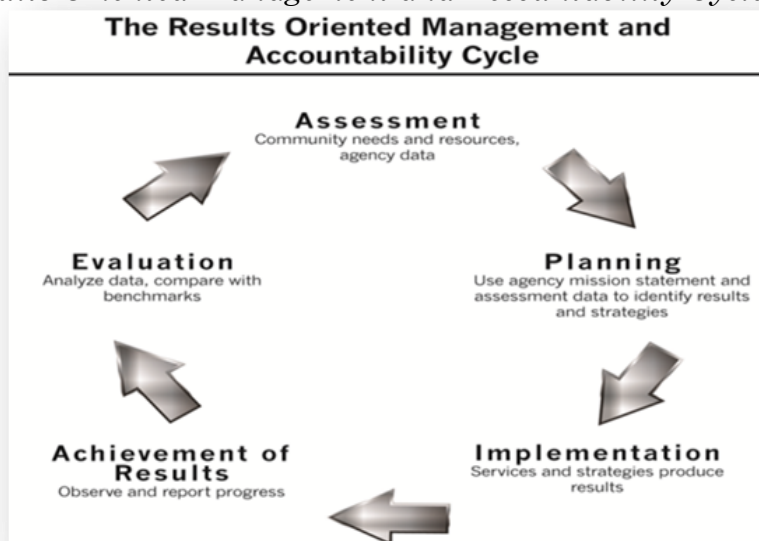 The Results Oriented Management and
Accountability Cycle
Assessment
Community needs and resources,
agency data
Planning
Use agency mission statement and
assessment data to identify results
and strategies
Implementation
Services and strategies produce
results
Achievement of
Results
Observe and report progress
Evaluation
Analyze data, compare with
benchmarks